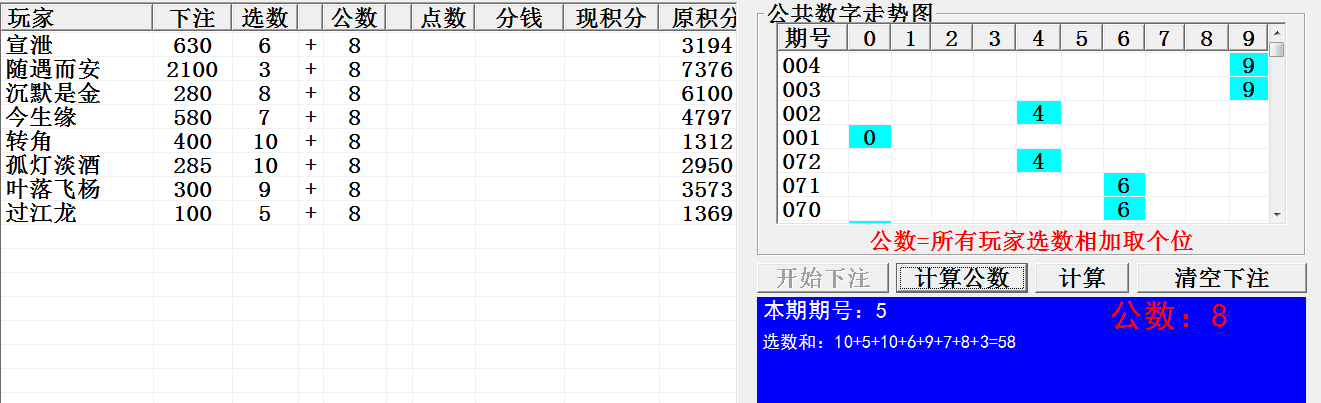 玩家 下注 选数 公数 点数 分钱 现积分 原积分
宣泄 630 6 + 8 3194
随遇而安 2100 3 + 8 7376
沉默是金 280 8 + 8 6100
今生缘 580 7 + 8 4797
转角 400 10 + 8 1312
孤灯淡酒 285 10 + 8 2950
叶落飞杨 300 9 + 8 3573
过江龙 100 5 + 8 1369
公共数字走势图
期号 0 1 2 3 4 5 6 7 8 9
004 9
003 9
002 4
001 0
072 4
071 6
070 6
公数=所有玩家选数相加取个位
开始下注 计算公数 计算 清空下注
本期期号：5 公数：8
选数和：10+5+10+6+9+7+8+3=58